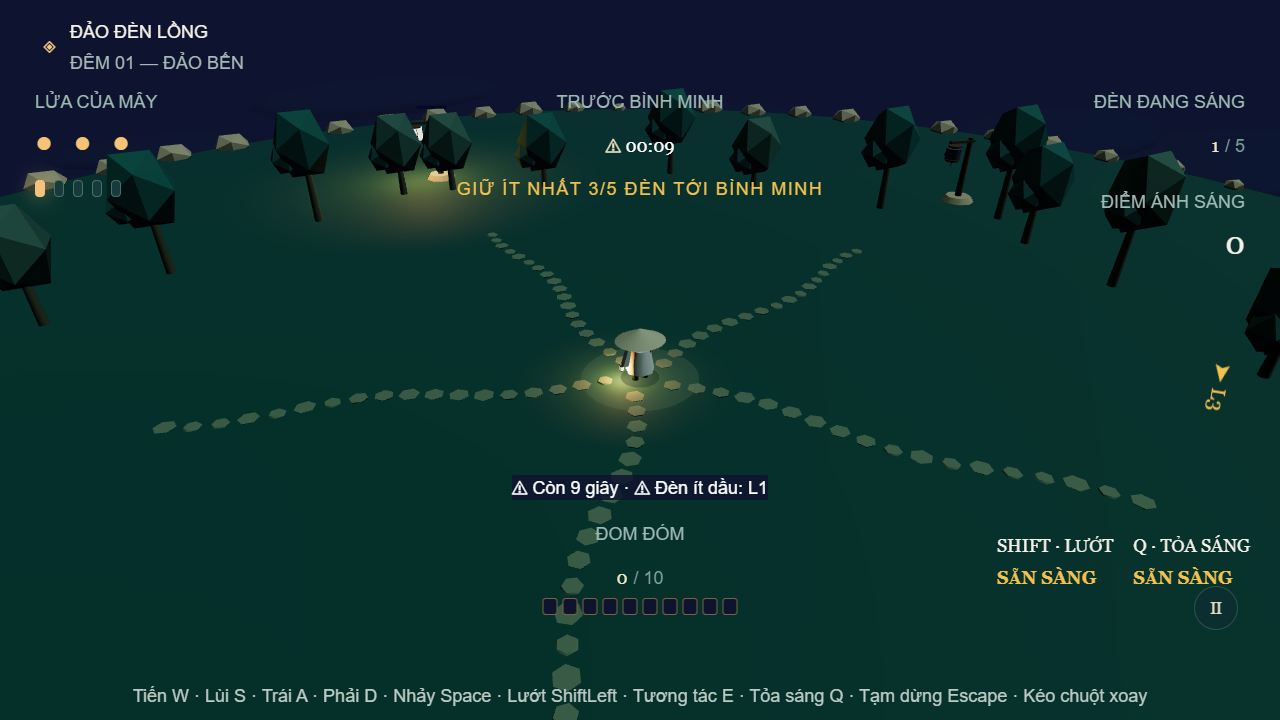 ĐẢO ĐÈN LỒNG
ĐÊM 01 — ĐẢO BẾN
LỬA CỦA MÂY
TRƯỚC BÌNH MINH
⚠ 00:09
GIỮ ÍT NHẤT 3/5 ĐÈN TỚI BÌNH MINH
ĐÈN ĐANG SÁNG
1 / 5
ĐIỂM ÁNH SÁNG
0
L3
⚠ Còn 9 giây · ⚠ Đèn ít dầu: L1
ĐOM ĐÓM
0 / 10
SHIFT · LƯỚT
SẴN SÀNG
Q · TỎA SÁNG
SẴN SÀNG
II
Tiến W · Lùi S · Trái A · Phải D · Nhảy Space · Lướt ShiftLeft · Tương tác E · Tỏa sáng Q · Tạm dừng Escape · Kéo chuột xoay